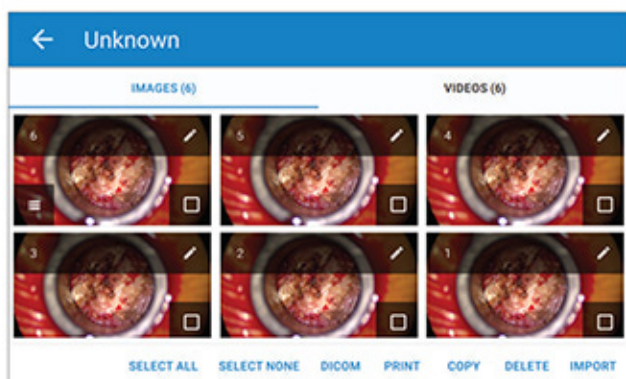 Unknown
IMAGES (6) VIDEOS (6)
6 5 4
3 2 1
SELECT ALL SELECT NONE DICOM PRINT COPY DELETE IMPORT